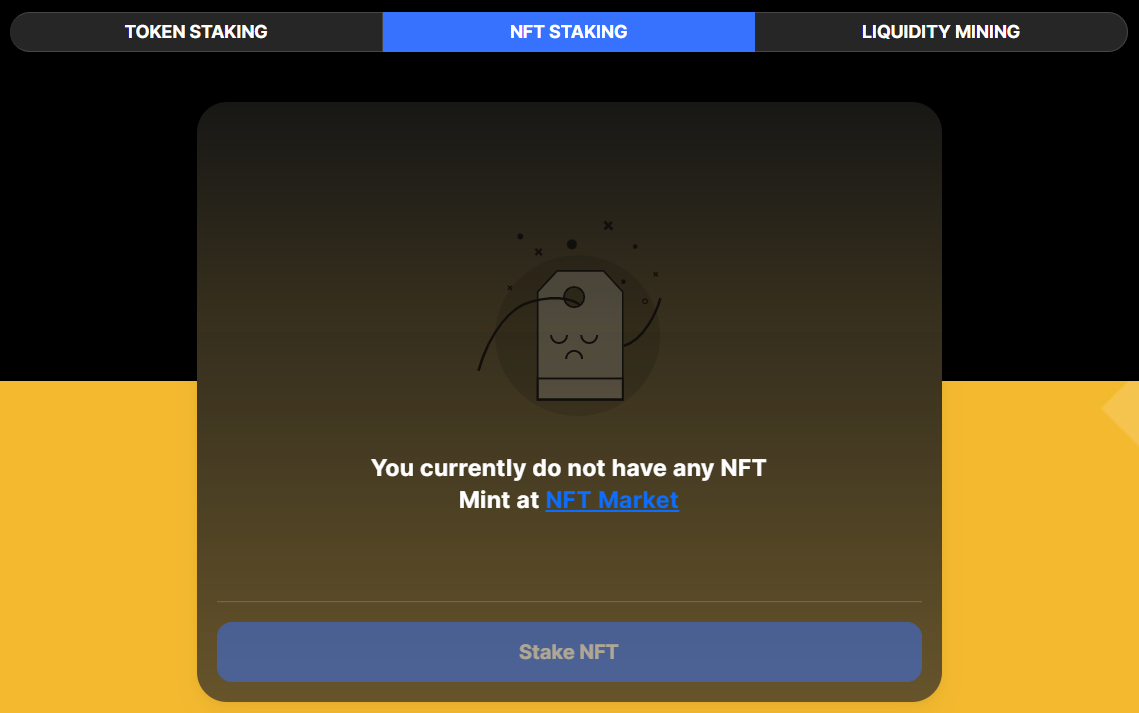 TOKEN STAKING
NFT STAKING
LIQUIDITY MINING
You currently do not have any NFT
Mint at NFT Market
Stake NFT